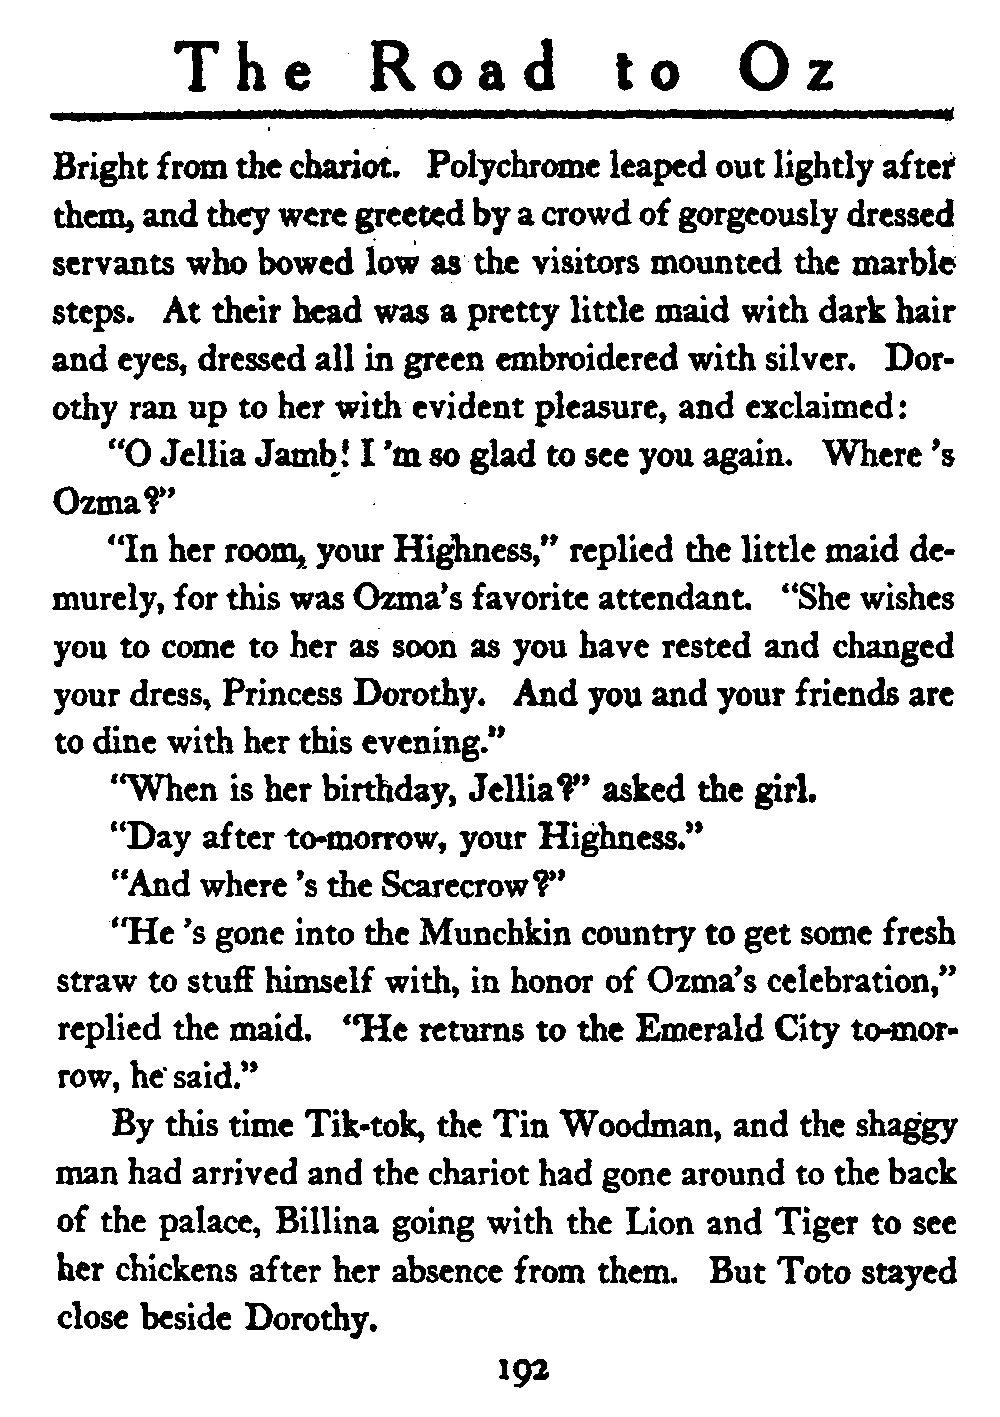 The Road to Oz
Bright from the chariot. Polychrome leaped out lightly after
them, and they were greeted by a crowd of gorgeously dressed
servants who bowed low as the visitors mounted the marble
steps. At their head was a pretty little maid with dark hair
and eyes, dressed all in green embroidered with silver. Dor-
othy ran up to her with evident pleasure, and exclaimed:
“O Jellia Jamb! I 'm so glad to see you again. Where 's
Ozma?”
“In her room, your Highness,” replied the little maid de-
murely, for this was Ozma's favorite attendant. “She wishes
you to come to her as soon as you have rested and changed
your dress, Princess Dorothy. And you and your friends are
to dine with her this evening.”
“When is her birthday, Jellia?” asked the girl.
“Day after to-morrow, your Highness.”
“And where 's the Scarecrow?”
“He 's gone into the Munchkin country to get some fresh
straw to stuff himself with, in honor of Ozma's celebration,”
replied the maid. “He returns to the Emerald City to-mor-
row, he said.”
By this time Tik-tok, the Tin Woodman, and the shaggy
man had arrived and the chariot had gone around to the back
of the palace, Billina going with the Lion and Tiger to see
her chickens after her absence from them. But Toto stayed
close beside Dorothy.
192